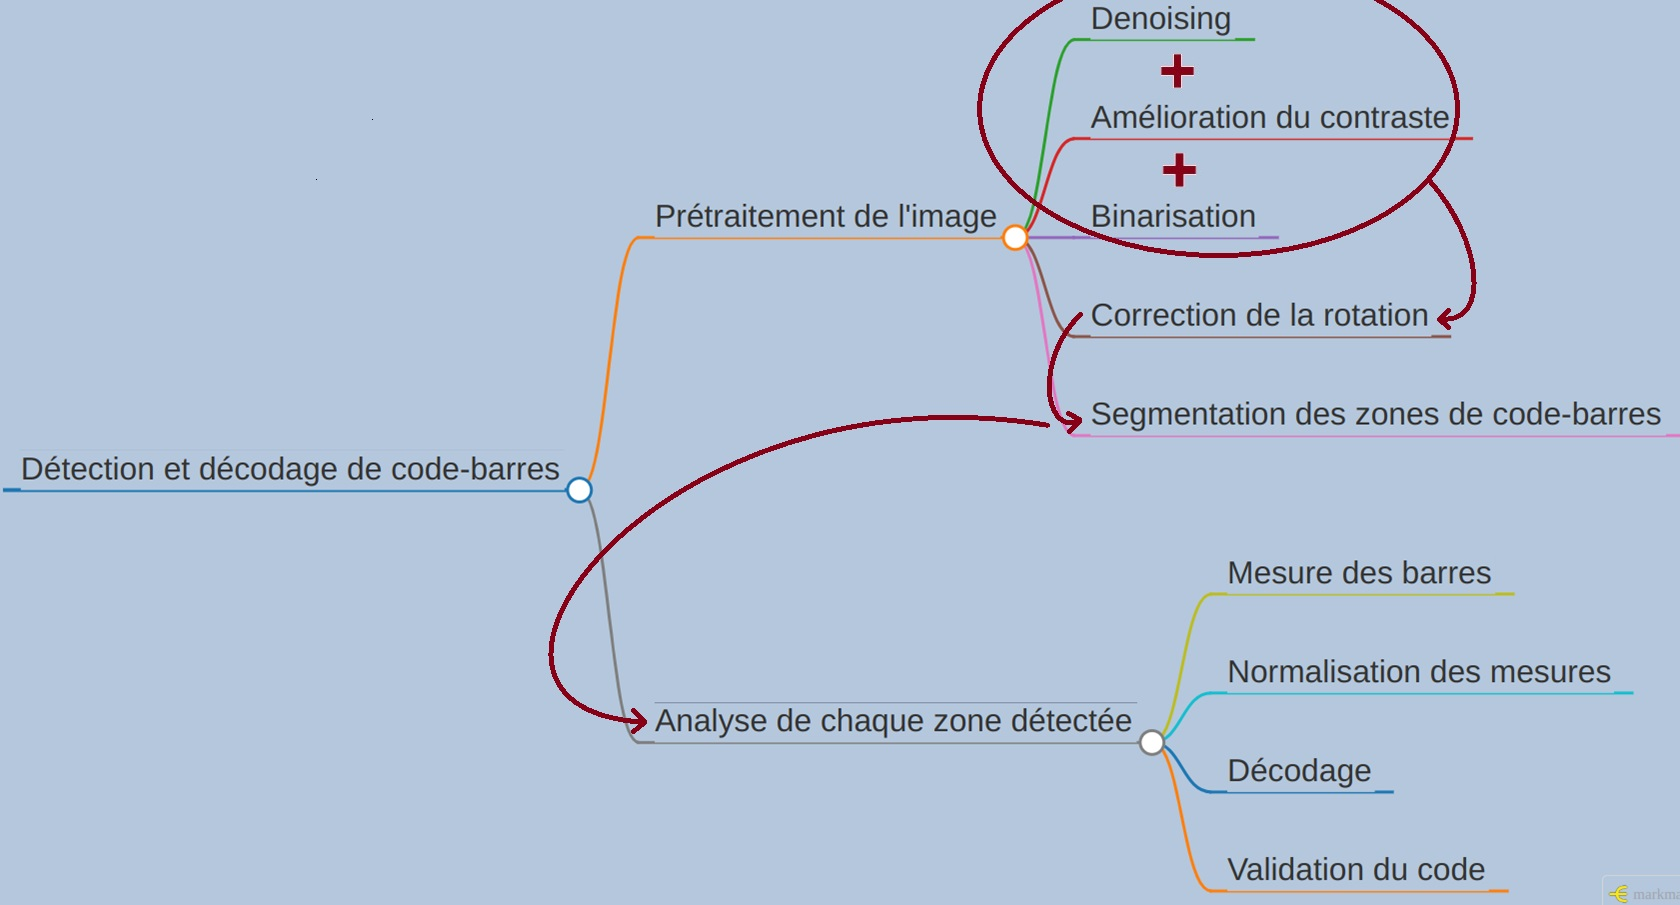 Denoising
+
Amélioration du contraste
+
Prétraitement de l'image
Binarisation
Correction de la rotation
Segmentation des zones de code-barres
Détection et décodage de code-barres
Mesure des barres
Normalisation des mesures
Analyse de chaque zone détectée
Décodage
Validation du code